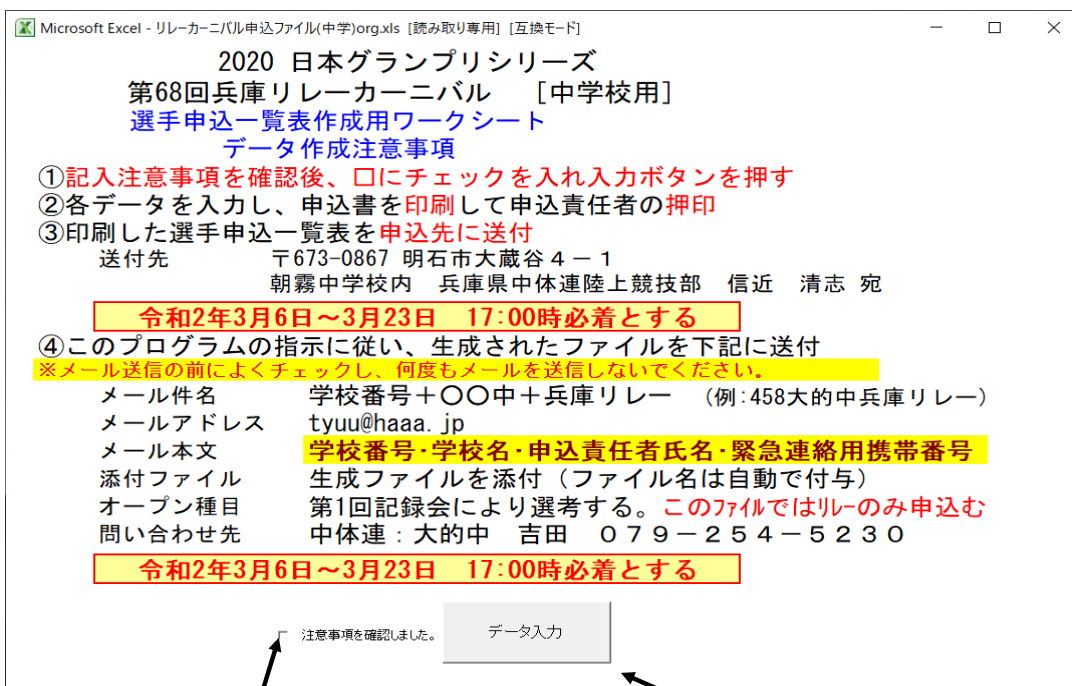 Microsoft Excel - リレーカーニバル申込ファイル(中学)org.xls [読み取り専用] [互換モード]
2020 日本グランプリシリーズ
第68回兵庫リレーカーニバル [中学校用]
選手申込一覧表作成用ワークシート
データ作成注意事項
①記入注意事項を確認後、口にチェックを入れ入力ボタンを押す
②各データを入力し、申込書を印刷して申込責任者の押印
③印刷した選手申込一覧表を申込先に送付
送付先 〒673-0867 明石市大蔵谷4-1
朝霧中学校内 兵庫県中体連陸上競技部 信近 清志 宛
令和2年3月6日～3月23日 17:00時必着とする
④このプログラムの指示に従い、生成されたファイルを下記に送付
※メール送信の前によくチェックし、何度もメールを送信しないでください。
メール件名 学校番号+〇〇中+兵庫リレー (例:458大的中兵庫リレー)
メールアドレス tyuu@haaa.jp
メール本文 学校番号・学校名・申込責任者氏名・緊急連絡用携帯番号
添付ファイル 生成ファイルを添付(ファイル名は自動で付与)
オープン種目 第1回記録会により選考する。このファイルではリレーのみ申込む
問い合わせ先 中体連:大的中 吉田 079-254-5230
令和2年3月6日～3月23日 17:00時必着とする
注意事項を確認しました。 データ入力